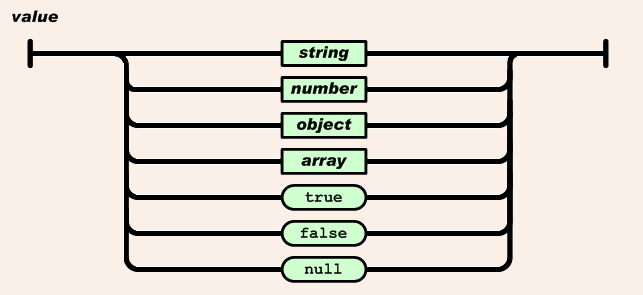 value
string
number
object
array
true
false
null